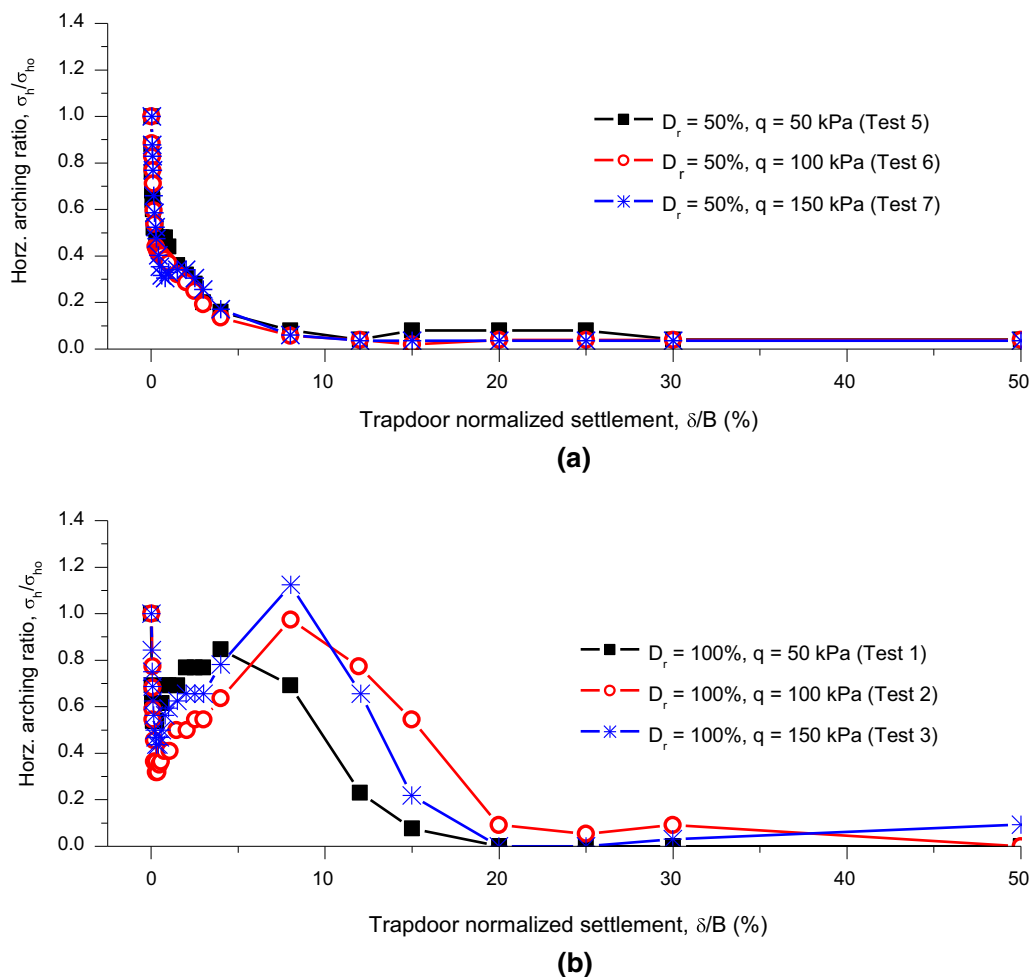 Horz. arching ratio, σh/σho
1.4
1.2
1.0
0.8
0.6
0.4
0.2
0.0
Dr = 50%, q = 50 kPa (Test 5)
Dr = 50%, q = 100 kPa (Test 6)
Dr = 50%, q = 150 kPa (Test 7)
0 10 20 30 40 50
Trapdoor normalized settlement, δ/B (%)
(a)
Horz. arching ratio, σh/σho
1.4
1.2
1.0
0.8
0.6
0.4
0.2
0.0
Dr = 100%, q = 50 kPa (Test 1)
Dr = 100%, q = 100 kPa (Test 2)
Dr = 100%, q = 150 kPa (Test 3)
0 10 20 30 40 50
Trapdoor normalized settlement, δ/B (%)
(b)